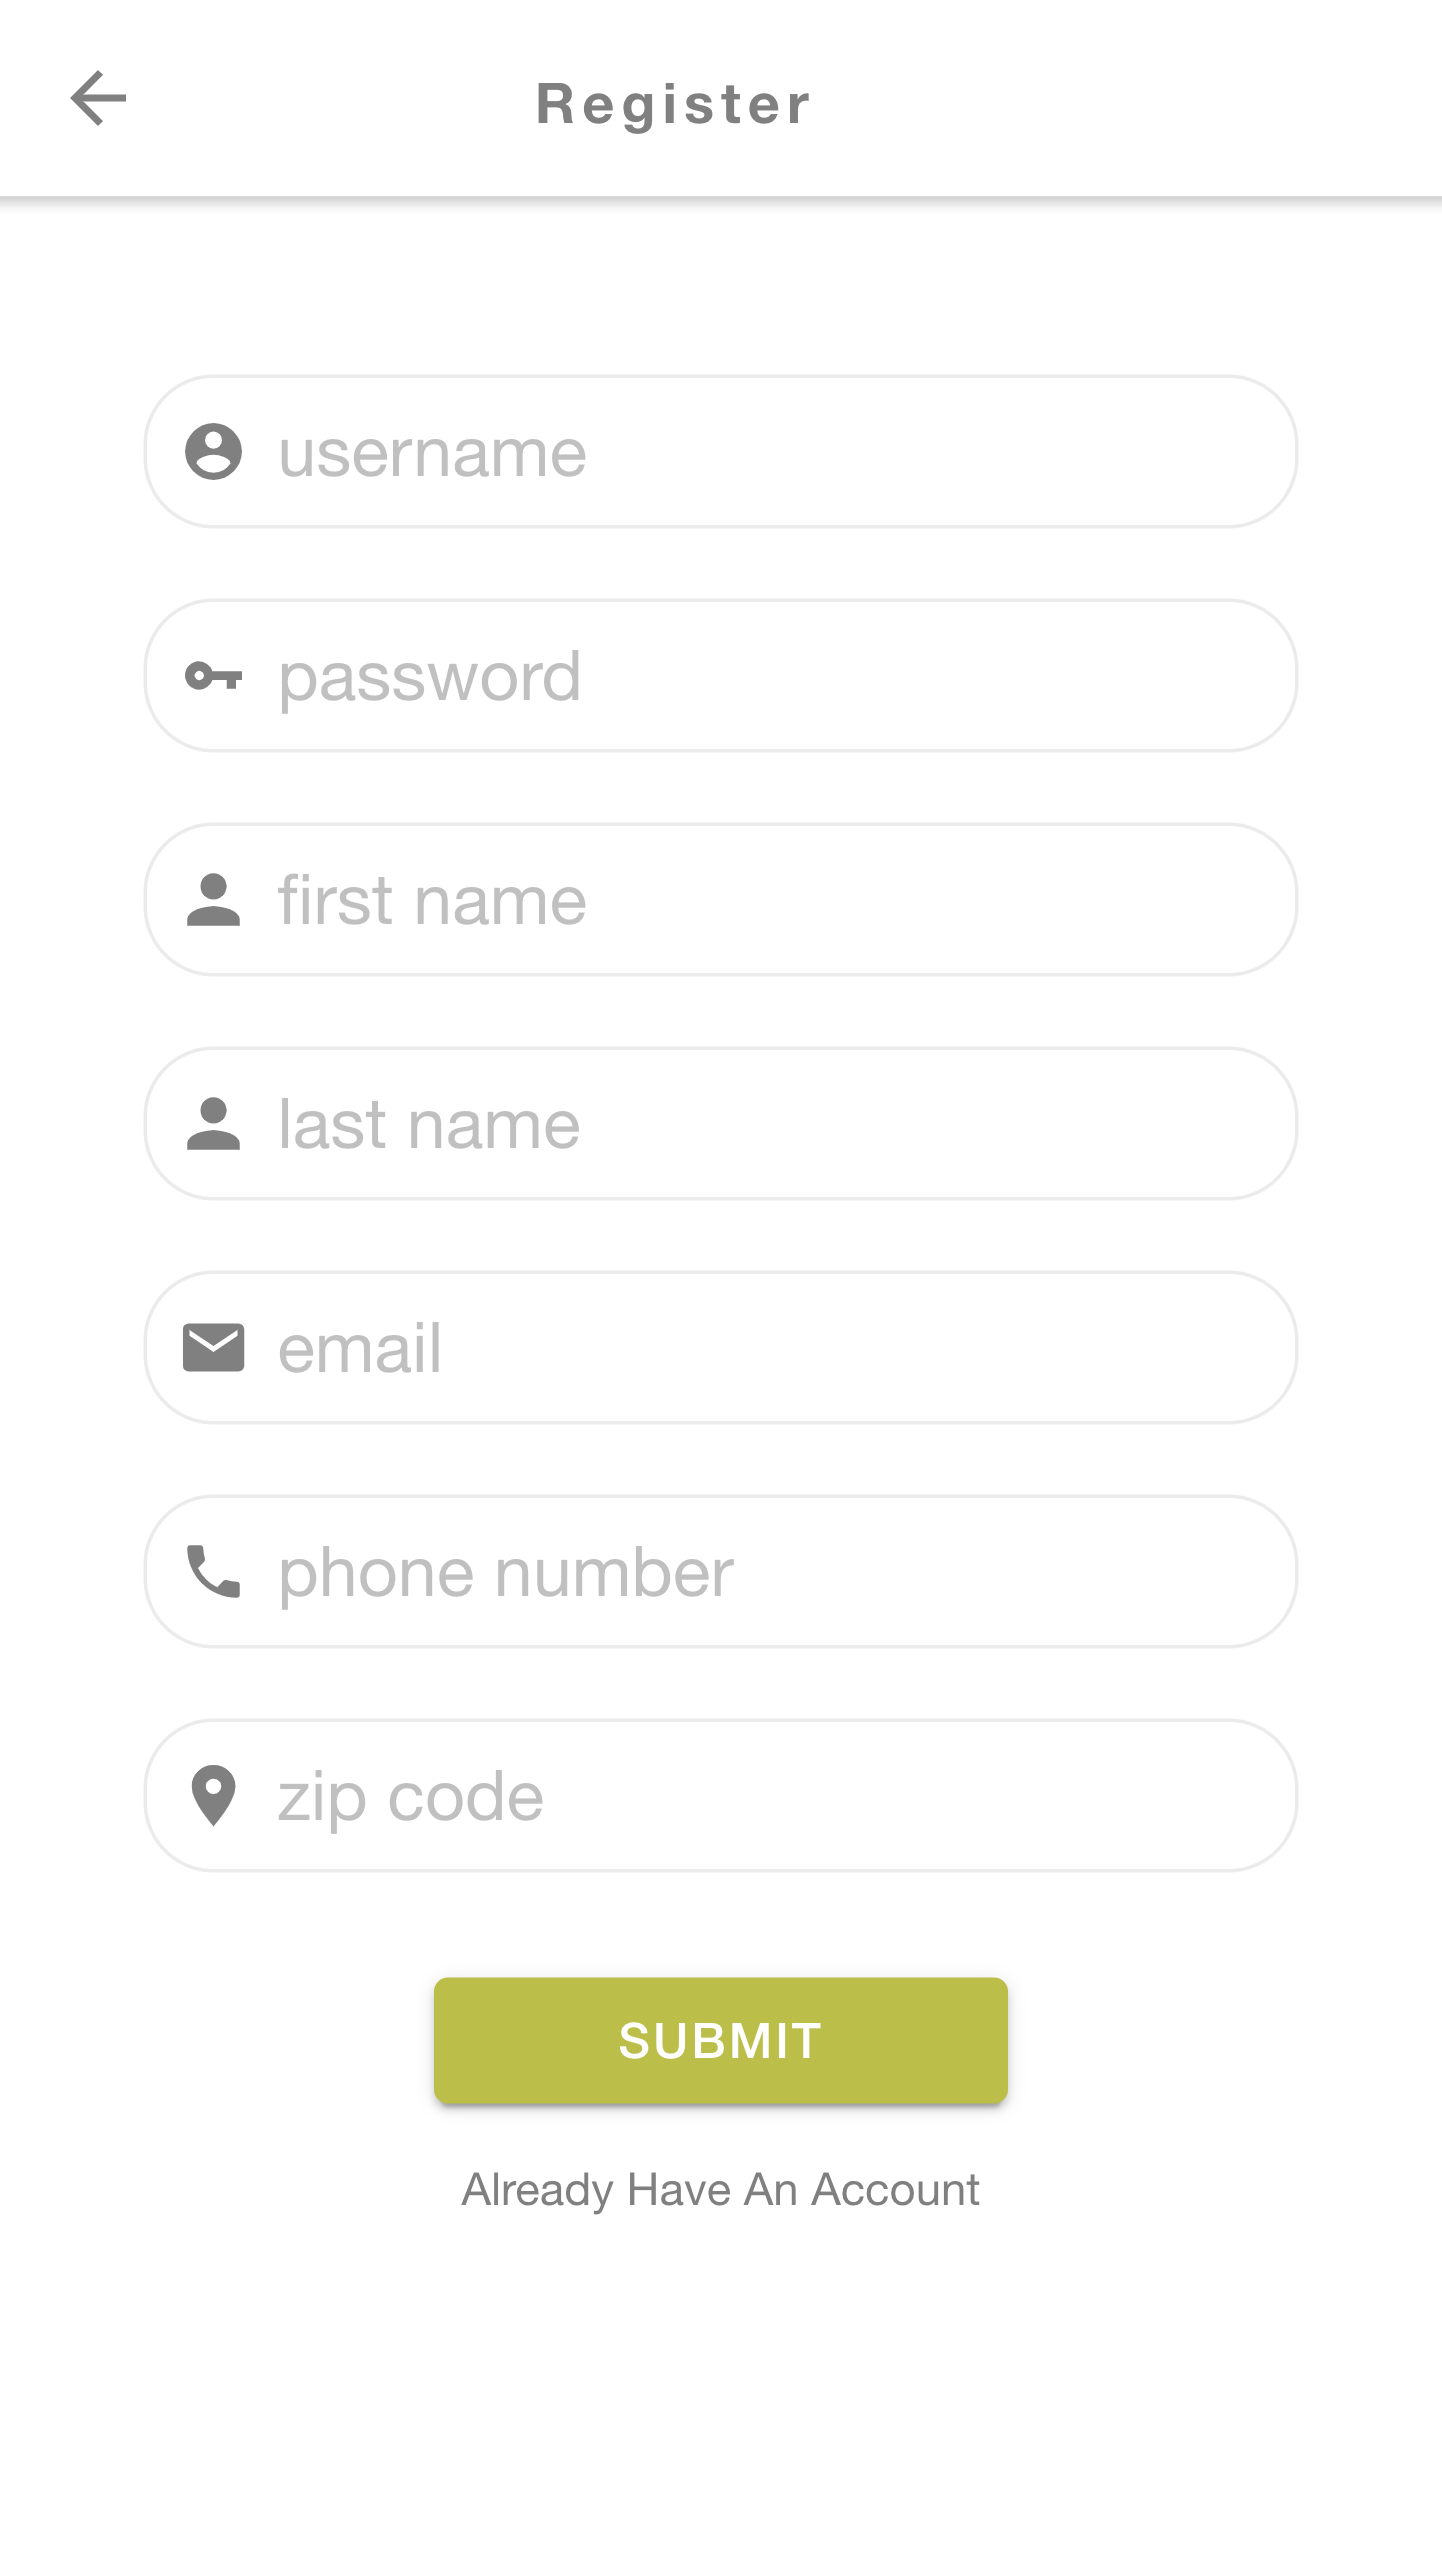 Register
username
password
first name
last name
email
phone number
zip code
SUBMIT
Already Have An Account